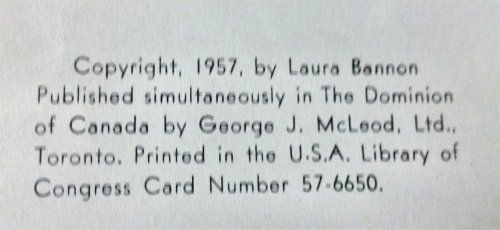 Copyright, 1957, by Laura Bannon
Published simultaneously in The Dominion
of Canada by George J. McLeod, Ltd.,
Toronto. Printed in the U.S.A. Library of
Congress Card Number 57-6650.